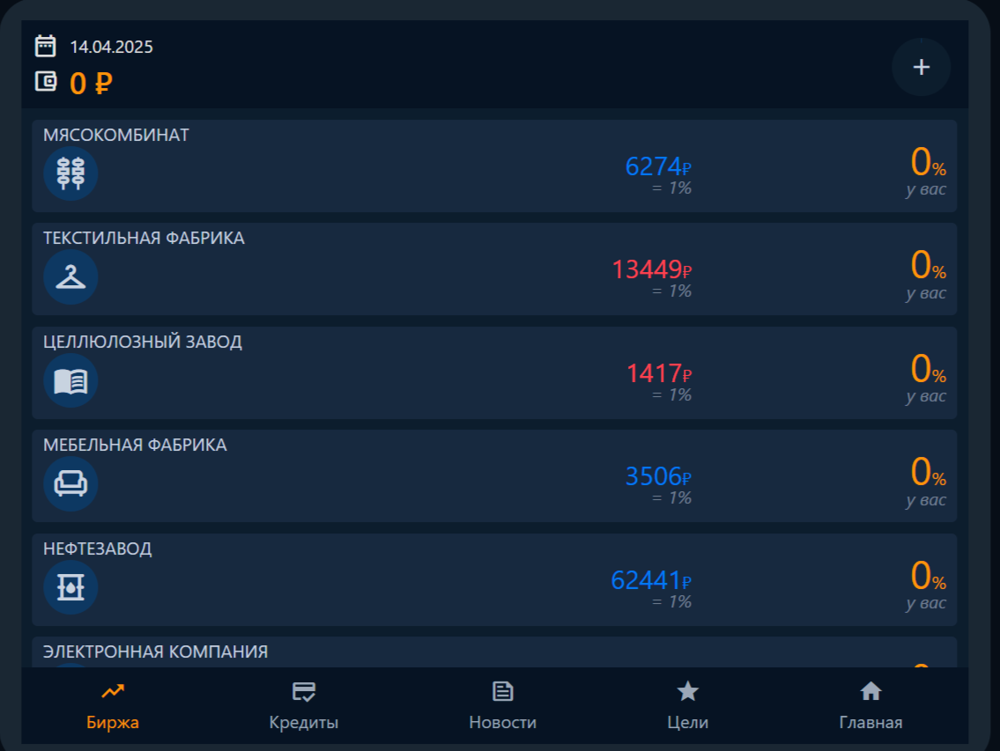 14.04.2025
0 ₽
+
МЯСОКОМБИНАТ
6274₽
= 1%
0%
у вас
ТЕКСТИЛЬНАЯ ФАБРИКА
13449₽
= 1%
0%
у вас
ЦЕЛЛЮЛОЗНЫЙ ЗАВОД
1417₽
= 1%
0%
у вас
МЕБЕЛЬНАЯ ФАБРИКА
3506₽
= 1%
0%
у вас
НЕФТЕЗАВОД
62441₽
= 1%
0%
у вас
ЭЛЕКТРОННАЯ КОМПАНИЯ
Биржа
Кредиты
Новости
Цели
Главная